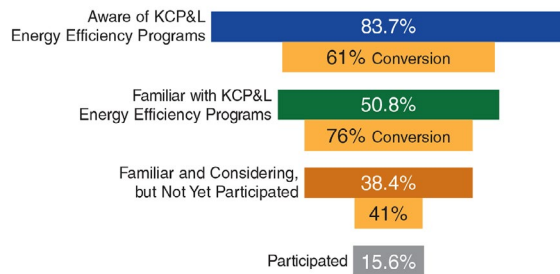 Aware of KCP&L
Energy Efficiency Programs
83.7%
61% Conversion
Familiar with KCP&L
Energy Efficiency Programs
50.8%
76% Conversion
Familiar and Considering,
but Not Yet Participated
38.4%
41%
Participated
15.6%